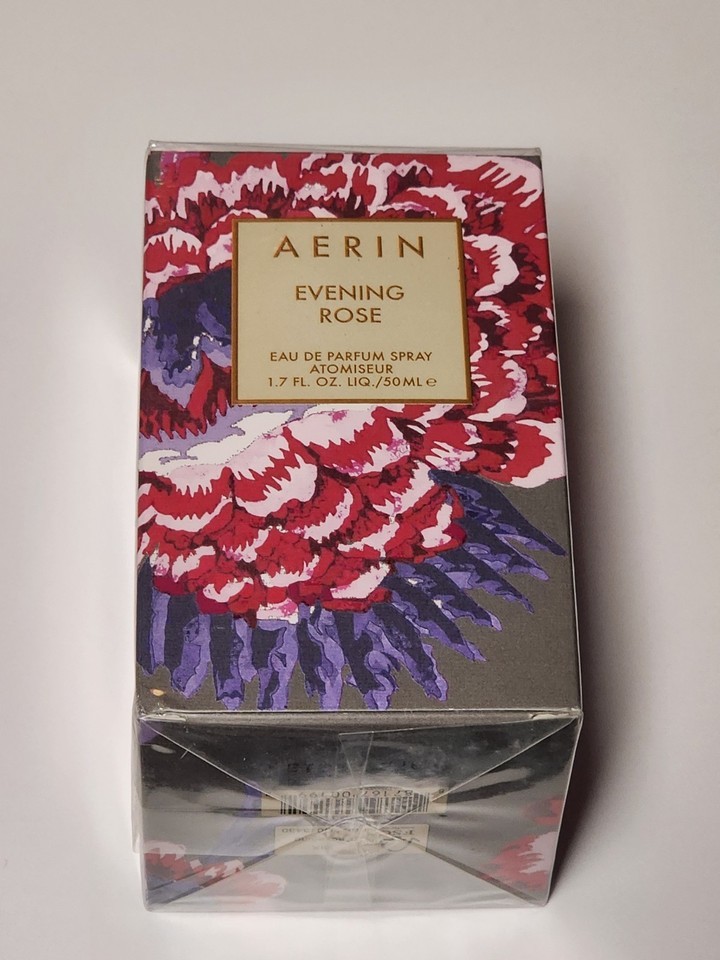 AERIN
EVENING
ROSE
EAU DE PARFUM SPRAY
ATOMISEUR
1.7 FL. OZ. LIQ./50ML ℮